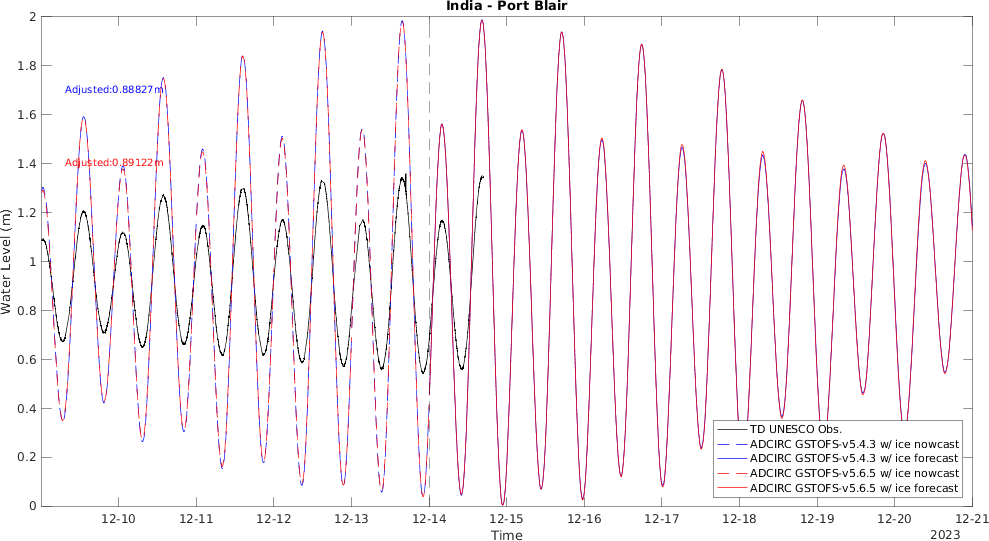 India - Port Blair
2
1.8
1.6
1.4
1.2
1
0.8
0.6
0.4
0.2
0
Water Level (m)
Adjusted:0.88827m
Adjusted:0.89122m
TD UNESCO Obs.
ADCIRC GSTOFS-v5.4.3 w/ ice nowcast
ADCIRC GSTOFS-v5.4.3 w/ ice forecast
ADCIRC GSTOFS-v5.6.5 w/ ice nowcast
ADCIRC GSTOFS-v5.6.5 w/ ice forecast
12-10 12-11 12-12 12-13 12-14 12-15 12-16 12-17 12-18 12-19 12-20 12-21
Time
2023